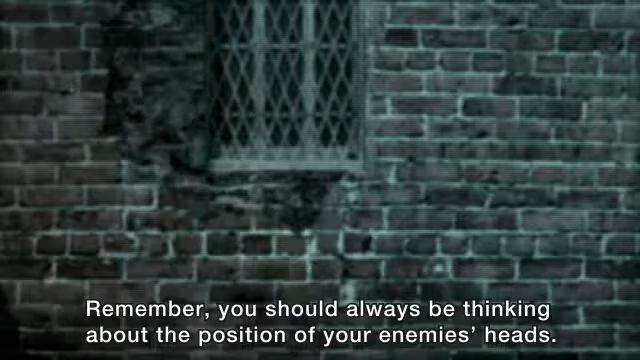 Remember, you should always be thinking
about the position of your enemies' heads.